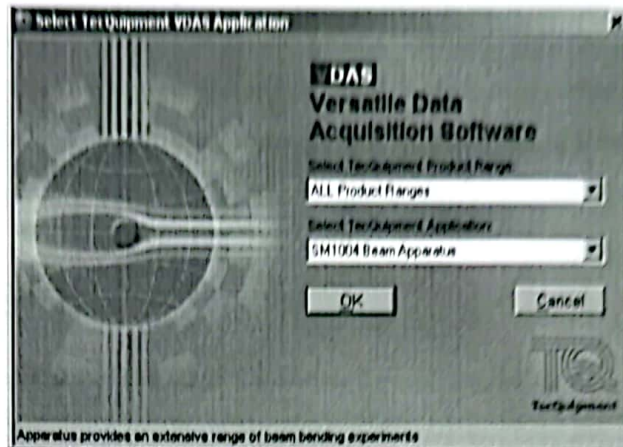 Select TecQuipment VDAS Application
VDAS
Versatile Data
Acquisition Software
Select TecQuipment Product Range:
ALL Product Ranges
Select TecQuipment Application:
SM1004 Beam Apparatus
OK
Cancel
TQ
TecQuipment
Apparatus provides an extensive range of beam bending experiments